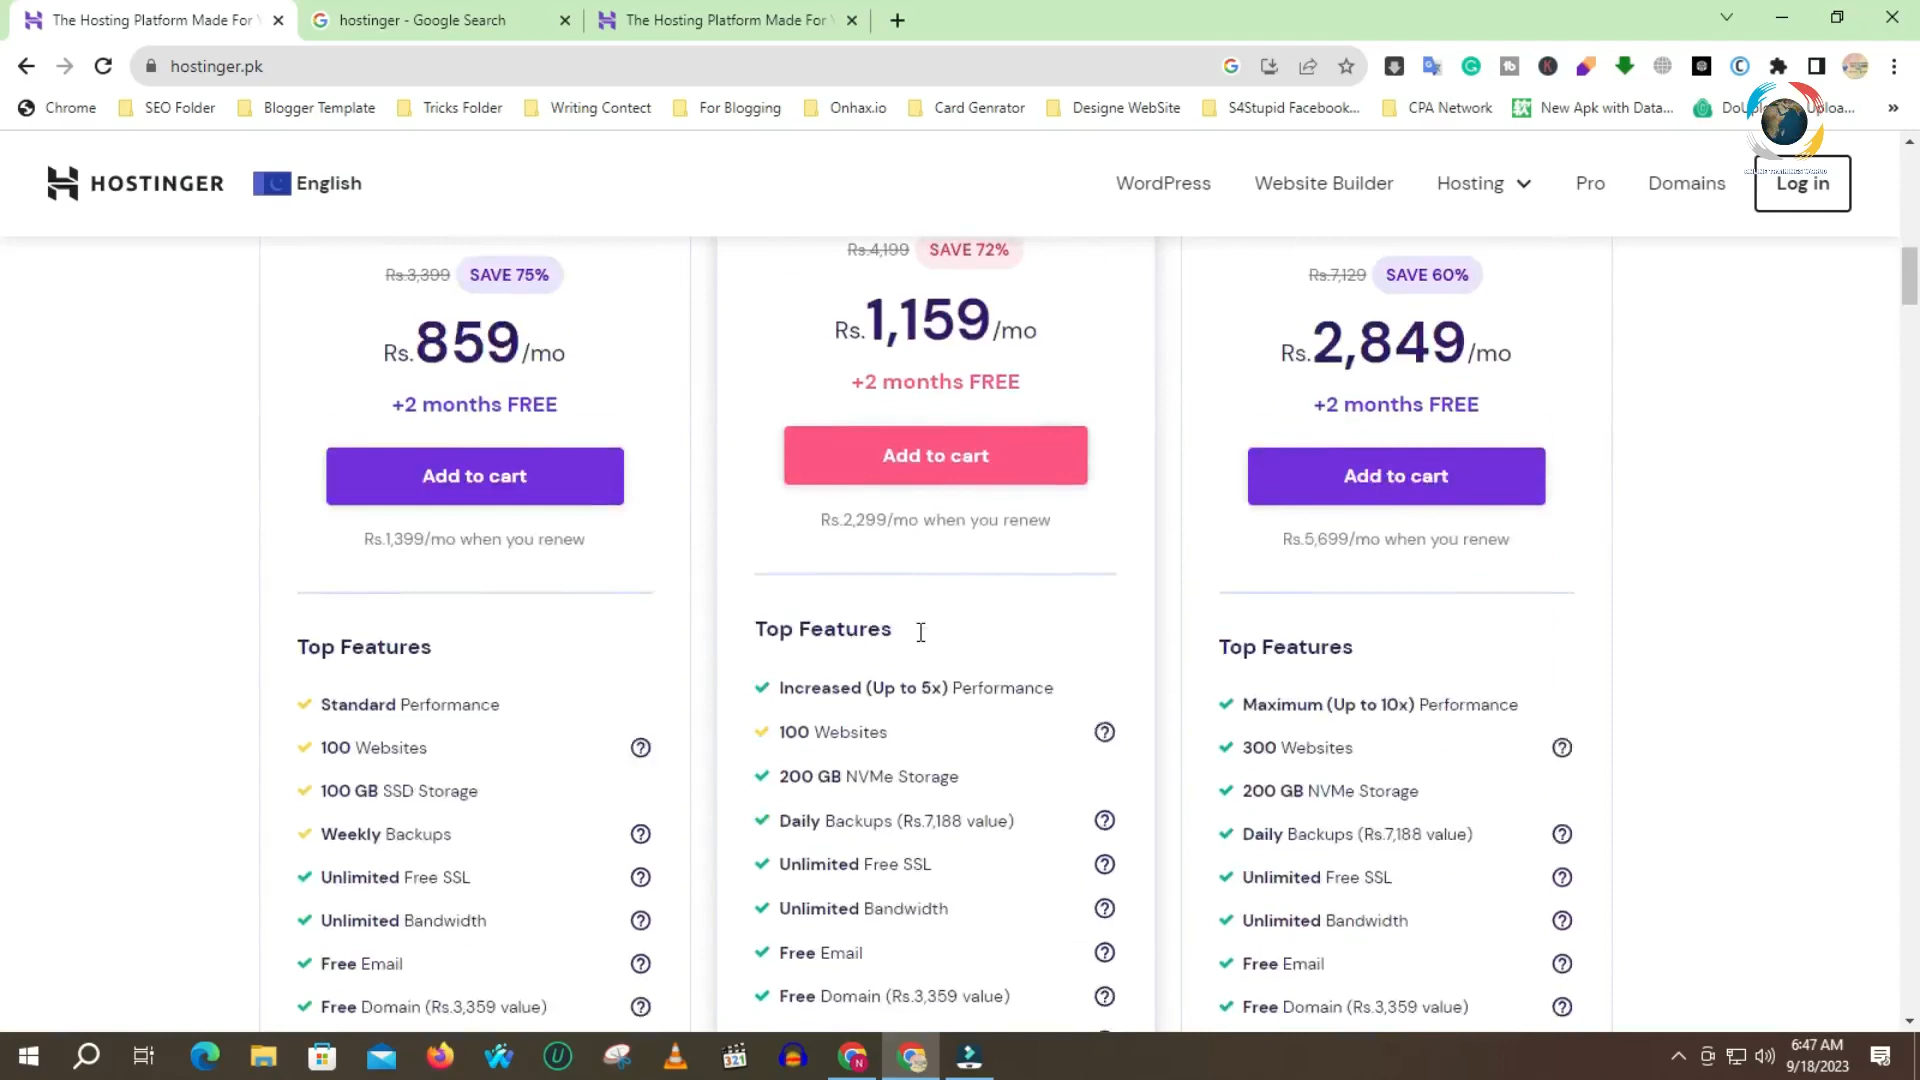 The Hosting Platform Made For
hostinger - Google Search
The Hosting Platform Made For
hostinger.pk
Chrome
SEO Folder
Blogger Template
Tricks Folder
Writing Contect
For Blogging
Onhax.io
Card Genrator
Designe WebSite
S4Stupid Facebook...
CPA Network
New Apk with Data...
HOSTINGER
English
WordPress
Website Builder
Hosting
Pro
Domains
Log in
Rs.3,399 SAVE 75%
Rs.859/mo
+2 months FREE
Add to cart
Rs.1,399/mo when you renew
Top Features
Standard Performance
100 Websites
100 GB SSD Storage
Weekly Backups
Unlimited Free SSL
Unlimited Bandwidth
Free Email
Free Domain (Rs.3,359 value)
Rs.4,199 SAVE 72%
Rs.1,159/mo
+2 months FREE
Add to cart
Rs.2,299/mo when you renew
Top Features
Increased (Up to 5x) Performance
100 Websites
200 GB NVMe Storage
Daily Backups (Rs.7,188 value)
Unlimited Free SSL
Unlimited Bandwidth
Free Email
Free Domain (Rs.3,359 value)
Rs.7,129 SAVE 60%
Rs.2,849/mo
+2 months FREE
Add to cart
Rs.5,699/mo when you renew
Top Features
Maximum (Up to 10x) Performance
300 Websites
200 GB NVMe Storage
Daily Backups (Rs.7,188 value)
Unlimited Free SSL
Unlimited Bandwidth
Free Email
Free Domain (Rs.3,359 value)
6:47 AM
9/18/2023